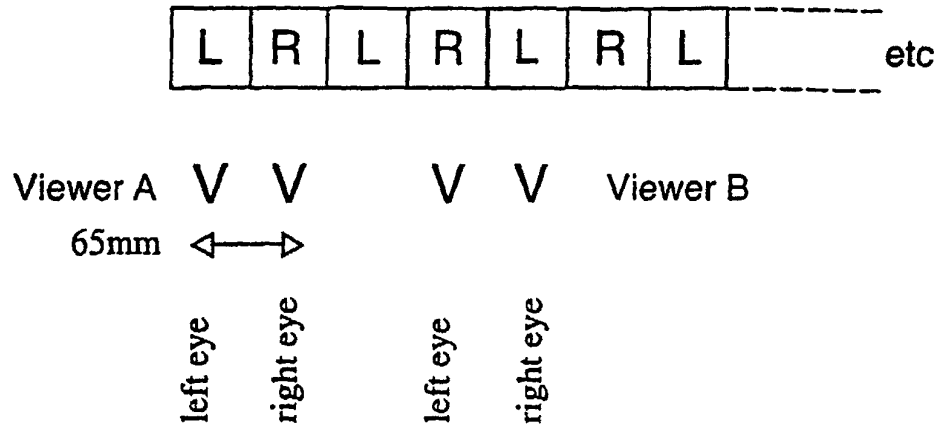 L R L R L R L etc
Viewer A V V V V Viewer B
65mm
left eye
right eye
left eye
right eye